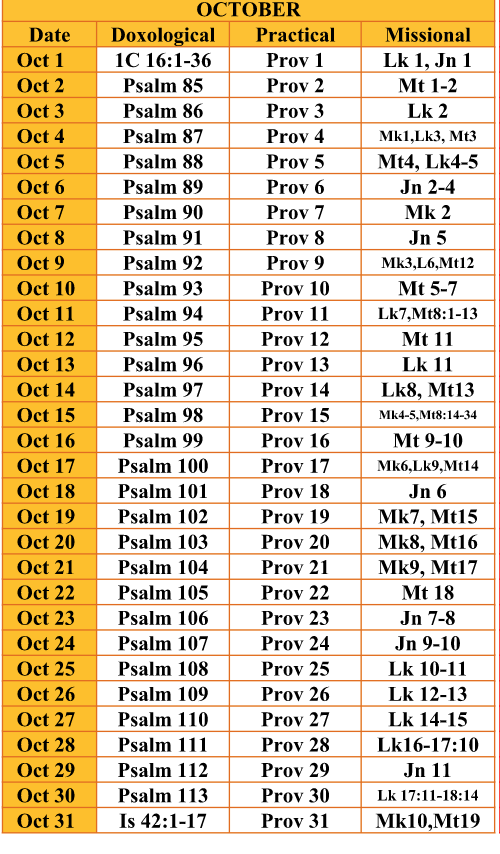 OCTOBER
Date Doxological Practical Missional
Oct 1 1C 16:1-36 Prov 1 Lk 1, Jn 1
Oct 2 Psalm 85 Prov 2 Mt 1-2
Oct 3 Psalm 86 Prov 3 Lk 2
Oct 4 Psalm 87 Prov 4 Mk1,Lk3, Mt3
Oct 5 Psalm 88 Prov 5 Mt4, Lk4-5
Oct 6 Psalm 89 Prov 6 Jn 2-4
Oct 7 Psalm 90 Prov 7 Mk 2
Oct 8 Psalm 91 Prov 8 Jn 5
Oct 9 Psalm 92 Prov 9 Mk3,L6,Mt12
Oct 10 Psalm 93 Prov 10 Mt 5-7
Oct 11 Psalm 94 Prov 11 Lk7,Mt8:1-13
Oct 12 Psalm 95 Prov 12 Mt 11
Oct 13 Psalm 96 Prov 13 Lk 11
Oct 14 Psalm 97 Prov 14 Lk8, Mt13
Oct 15 Psalm 98 Prov 15 Mk4-5,Mt8:14-34
Oct 16 Psalm 99 Prov 16 Mt 9-10
Oct 17 Psalm 100 Prov 17 Mk6,Lk9,Mt14
Oct 18 Psalm 101 Prov 18 Jn 6
Oct 19 Psalm 102 Prov 19 Mk7, Mt15
Oct 20 Psalm 103 Prov 20 Mk8, Mt16
Oct 21 Psalm 104 Prov 21 Mk9, Mt17
Oct 22 Psalm 105 Prov 22 Mt 18
Oct 23 Psalm 106 Prov 23 Jn 7-8
Oct 24 Psalm 107 Prov 24 Jn 9-10
Oct 25 Psalm 108 Prov 25 Lk 10-11
Oct 26 Psalm 109 Prov 26 Lk 12-13
Oct 27 Psalm 110 Prov 27 Lk 14-15
Oct 28 Psalm 111 Prov 28 Lk16-17:10
Oct 29 Psalm 112 Prov 29 Jn 11
Oct 30 Psalm 113 Prov 30 Lk 17:11-18:14
Oct 31 Is 42:1-17 Prov 31 Mk10,Mt19